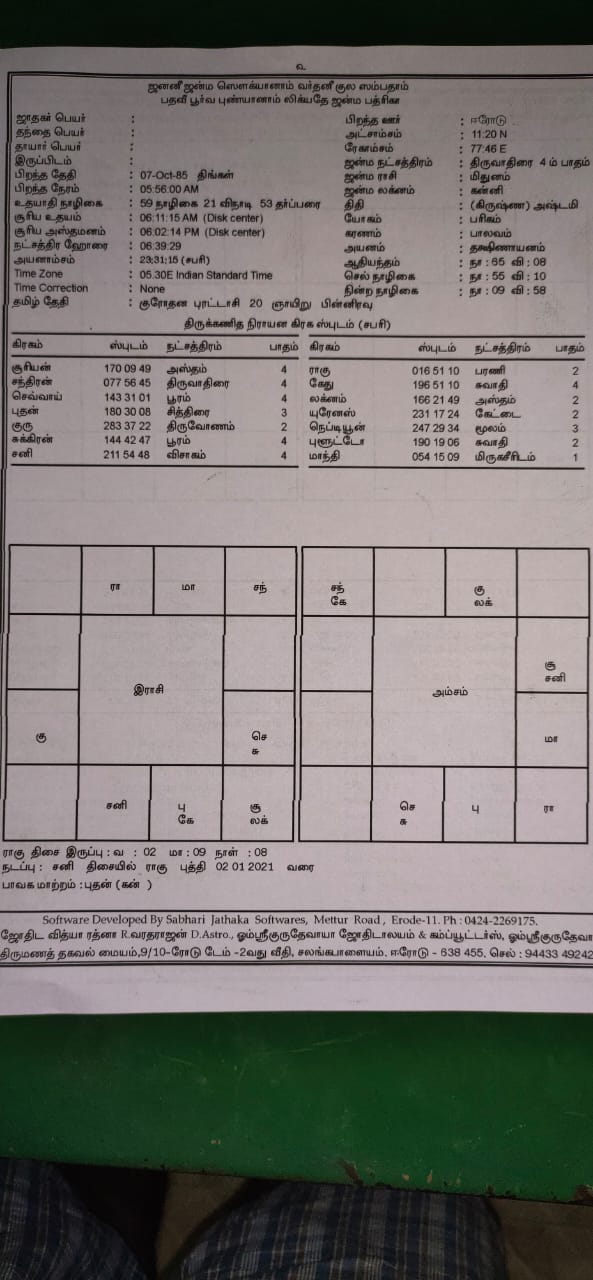 உ
ஜனனீ ஜன்ம ஸௌக்யானாம் வர்தனீ குல ஸம்பதாம்
பதவீ பூர்வ புண்யானாம் லிக்யதே ஜன்ம பத்ரிகா
ஜாதகர் பெயர் : பிறந்த ஊர் : ஈரோடு
தந்தை பெயர் : அட்சாம்சம் : 11:20 N
தாயார் பெயர் : ரேகாம்சம் : 77:46 E
இருப்பிடம் : ஜன்ம நட்சத்திரம் : திருவாதிரை 4 ம் பாதம்
பிறந்த தேதி : 07-Oct-85 திங்கள் ஜன்ம ராசி : மிதுனம்
பிறந்த நேரம் : 05:56:00 AM ஜன்ம லக்னம் : கன்னி
உதயாதி நாழிகை : 59 நாழிகை 21 விநாடி 53 தர்ப்பரை திதி : (கிருஷ்ண) அஷ்டமி
சூரிய உதயம் : 06:11:15 AM (Disk center) யோகம் : பரிகம்
சூரிய அஸ்தமனம் : 06:02:14 PM (Disk center) கரணம் : பாலவம்
நட்சத்திர ஹோரை : 06:39:29 அயனம் : தக்ஷிணாயனம்
அயனாம்சம் : 23:31:15 (சபரி) ஆதியந்தம் : நா : 65 வி : 08
Time Zone : 05.30E Indian Standard Time செல் நாழிகை : நா : 55 வி : 10
Time Correction : None நின்ற நாழிகை : நா : 09 வி : 58
தமிழ் தேதி : குரோதன புரட்டாசி 20 ஞாயிறு பின்னிரவு
திருக்கணித நிராயன கிரக ஸ்புடம் (சபரி)
கிரகம் ஸ்புடம் நட்சத்திரம் பாதம் கிரகம் ஸ்புடம் நட்சத்திரம் பாதம்
சூரியன் 170 09 49 அஸ்தம் 4 ராகு 016 51 10 பரணி 2
சந்திரன் 077 56 45 திருவாதிரை 4 கேது 196 51 10 சுவாதி 4
செவ்வாய் 143 31 01 பூரம் 4 லக்னம் 166 21 49 அஸ்தம் 2
புதன் 180 30 08 சித்திரை 3 யுரேனஸ் 231 17 24 கேட்டை 2
குரு 283 37 22 திருவோணம் 2 நெப்டியூன் 247 29 34 மூலம் 3
சுக்கிரன் 144 42 47 பூரம் 4 புளூட்டோ 190 19 06 சுவாதி 2
சனி 211 54 48 விசாகம் 4 மாந்தி 054 15 09 மிருகசீரிடம் 1
ரா மா சந் சந் கு
கே லக்
இராசி அம்சம் சூ
சனி
கு செ மா
சு
சனி பு சூ செ பு ரா
கே லக் சு
ராகு திசை இருப்பு : வ : 02 மா : 09 நாள் : 08
நடப்பு : சனி திசையில் ராகு புத்தி 02 01 2021 வரை
பாவக மாற்றம் : புதன் (கன் )
Software Developed By Sabhari Jathaka Softwares, Mettur Road , Erode-11. Ph : 0424-2269175.
ஜோதிட வித்யா ரத்னா R.வரதராஜன் D.Astro., ஓம்ஸ்ரீகுருதேவாயா ஜோதிடாலயம் & கம்ப்யூட்டர்ஸ், ஓம்ஸ்ரீகுருதேவா
திருமணத் தகவல் மையம்,9/10-ரோடு டேம் -2வது வீதி, சலங்கபாளையம். ஈரோடு - 638 455. செல் : 94433 49242